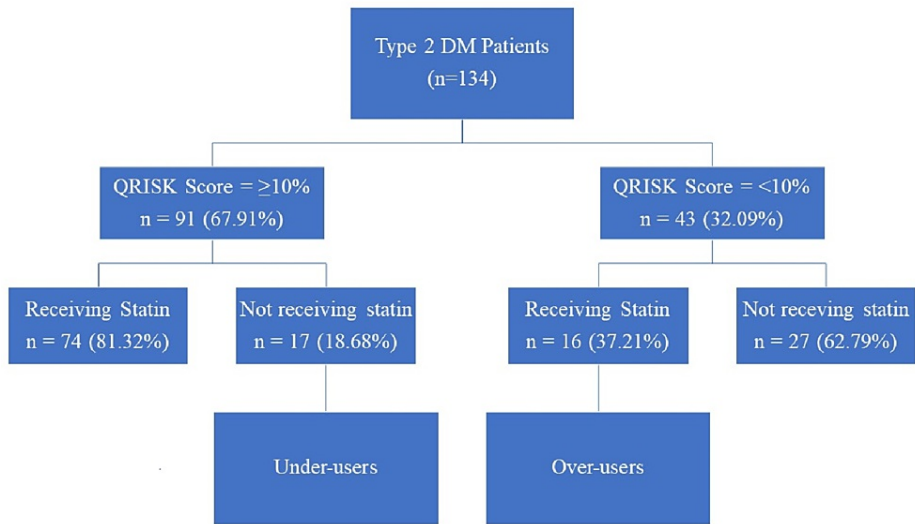 Type 2 DM Patients
(n=134)
QRISK Score = ≥10%
n = 91 (67.91%)
QRISK Score = <10%
n = 43 (32.09%)
Receiving Statin
n = 74 (81.32%)
Not receiving statin
n = 17 (18.68%)
Receiving Statin
n = 16 (37.21%)
Not receving statin
n = 27 (62.79%)
Under-users
Over-users